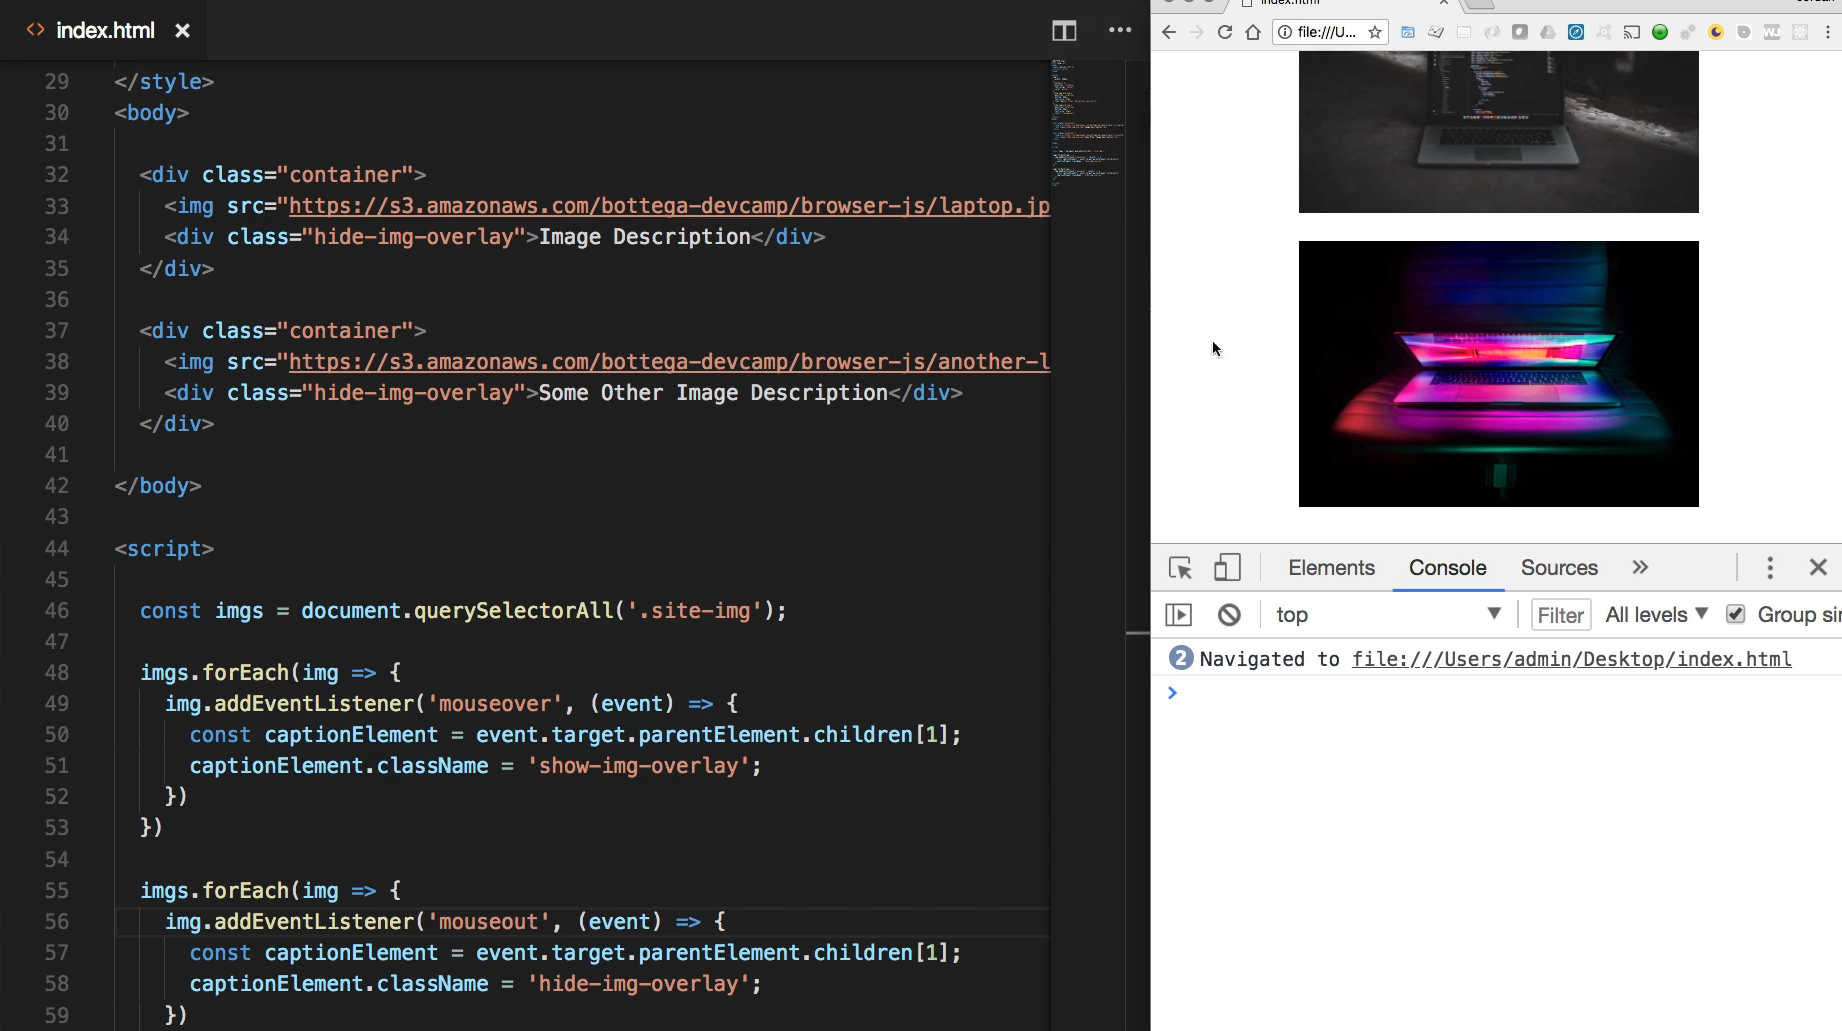 index.html
29 </style>
30 <body>
31
32 <div class="container">
33 <img src="https://s3.amazonaws.com/bottega-devcamp/browser-js/laptop.jp
34 <div class="hide-img-overlay">Image Description</div>
35 </div>
36
37 <div class="container">
38 <img src="https://s3.amazonaws.com/bottega-devcamp/browser-js/another-l
39 <div class="hide-img-overlay">Some Other Image Description</div>
40 </div>
41
42 </body>
43
44 <script>
45
46 const imgs = document.querySelectorAll('.site-img');
47
48 imgs.forEach(img => {
49 img.addEventListener('mouseover', (event) => {
50 const captionElement = event.target.parentElement.children[1];
51 captionElement.className = 'show-img-overlay';
52 })
53 })
54
55 imgs.forEach(img => {
56 img.addEventListener('mouseout', (event) => {
57 const captionElement = event.target.parentElement.children[1];
58 captionElement.className = 'hide-img-overlay';
59 })
index.html
file:///U...
Elements Console Sources
top Filter All levels Group sir
2 Navigated to file:///Users/admin/Desktop/index.html